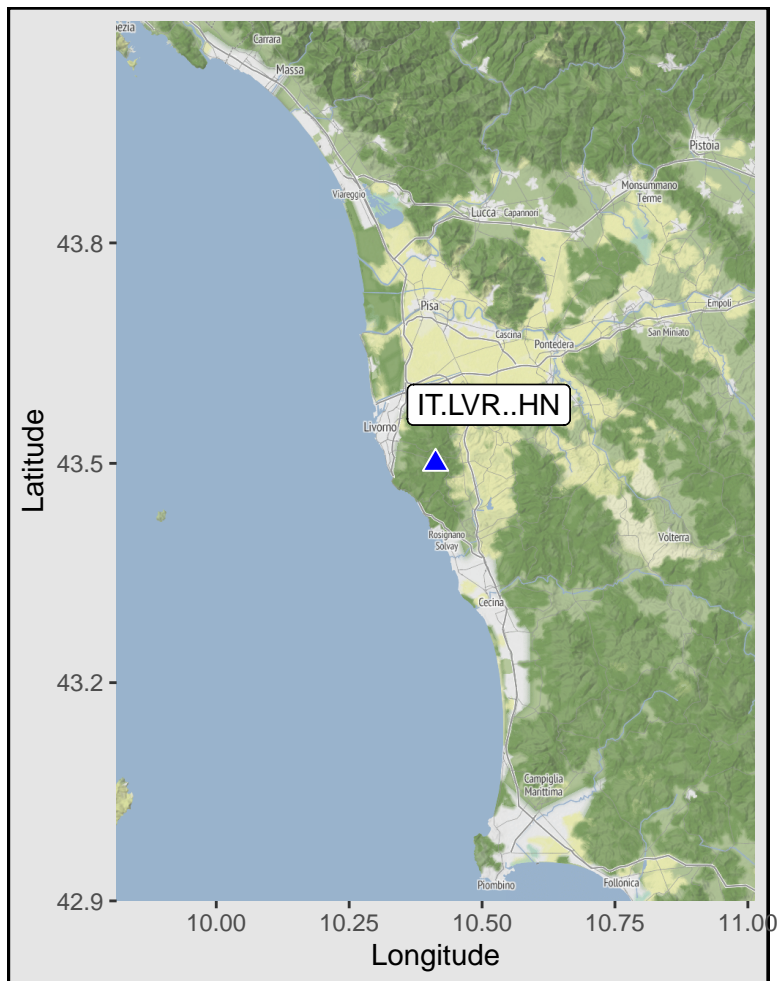 ezia
Carrara
Massa
Pistoia
Monsummano
Terme
Viareggio
Lucca
Capannori
43.8
Pisa
Empoli
Cascina
San Miniato
Pontedera
IT.LVR..HN
Livorno
Latitude
43.5
Rosignano
Solvay
Volterra
Cecina
43.2
Campiglia
Marittima
Piombino
Follonica
42.9
10.00
10.25
10.50
10.75
11.00
Longitude